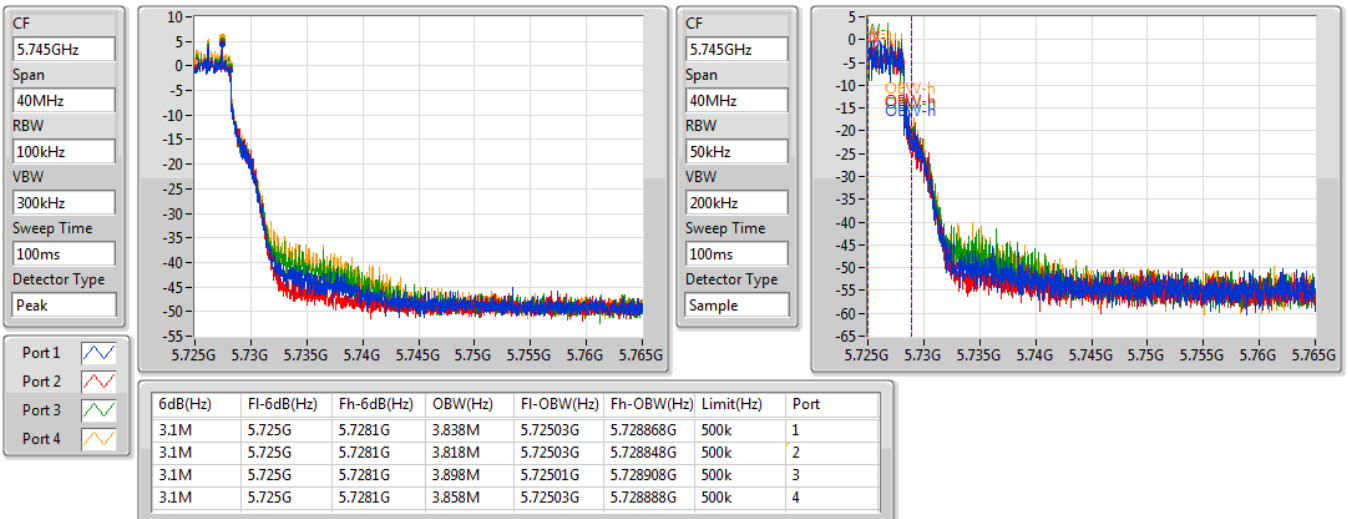 CF
5.745GHz
Span
40MHz
RBW
100kHz
VBW
300kHz
Sweep Time
100ms
Detector Type
Peak
10
5
0
-5
-10
-15
-20
-25
-30
-35
-40
-45
-50
-55
5.725G 5.73G 5.735G 5.74G 5.745G 5.75G 5.755G 5.76G 5.765G
CF
5.745GHz
Span
40MHz
RBW
50kHz
VBW
200kHz
Sweep Time
100ms
Detector Type
Sample
5
0
-5
-10
-15
-20
-25
-30
-35
-40
-45
-50
-55
-60
-65
OBW-h
OBW-h
OBW-h
5.725G 5.73G 5.735G 5.74G 5.745G 5.75G 5.755G 5.76G 5.765G
Port 1
Port 2
Port 3
Port 4
6dB(Hz) Fl-6dB(Hz) Fh-6dB(Hz) OBW(Hz) Fl-OBW(Hz) Fh-OBW(Hz) Limit(Hz) Port
3.1M 5.725G 5.7281G 3.838M 5.72503G 5.728868G 500k 1
3.1M 5.725G 5.7281G 3.818M 5.72503G 5.728848G 500k 2
3.1M 5.725G 5.7281G 3.898M 5.72501G 5.728908G 500k 3
3.1M 5.725G 5.7281G 3.858M 5.72503G 5.728888G 500k 4